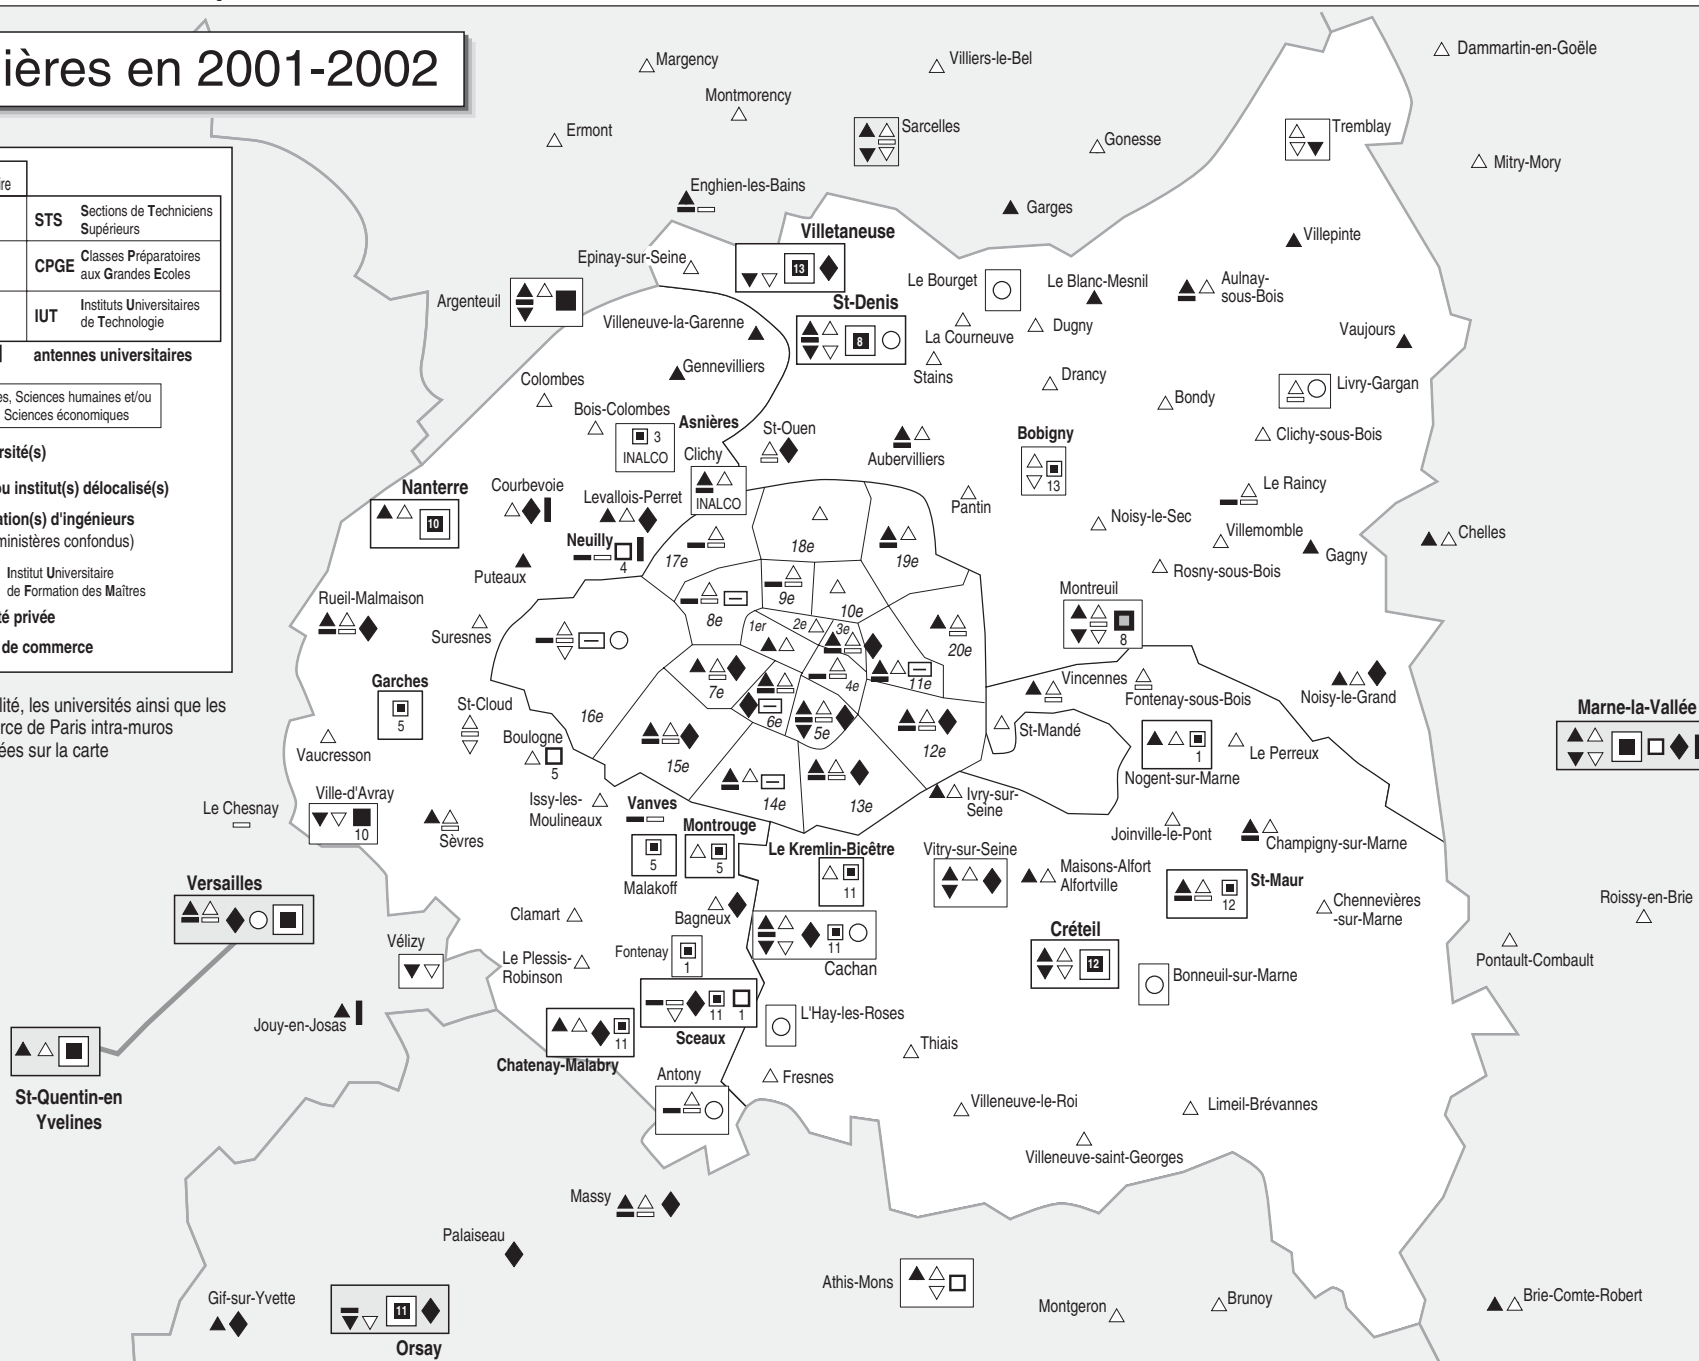 ières en 2001-2002
ire
STS Sections de Techniciens
Supérieurs
CPGE Classes Préparatoires
aux Grandes Ecoles
IUT Instituts Universitaires
de Technologie
antennes universitaires
es, Sciences humaines et/ou
Sciences économiques
rsité(s)
ou institut(s) délocalisé(s)
ation(s) d'ingénieurs
ministères confondus)
Institut Universitaire
de Formation des Maîtres
té privée
de commerce
lité, les universités ainsi que les
rce de Paris intra-muros
ées sur la carte
Margency
Villiers-le-Bel
Dammartin-en-Goële
Montmorency
Ermont
Sarcelles
Gonesse
Tremblay
Mitry-Mory
Enghien-les-Bains
Garges
Villetaneuse
13
Villepinte
Epinay-sur-Seine
Argenteuil
Le Bourget
Le Blanc-Mesnil
Aulnay-
sous-Bois
St-Denis
8
Villeneuve-la-Garenne
La Courneuve
Dugny
Vaujours
Gennevilliers
Stains
Drancy
Colombes
Livry-Gargan
Bondy
Bois-Colombes
Asnières
3
INALCO
St-Ouen
Aubervilliers
Bobigny
13
Clichy-sous-Bois
Clichy
INALCO
Nanterre
10
Courbevoie
Levallois-Perret
Pantin
Le Raincy
Noisy-le-Sec
Villemomble
Gagny
Chelles
Neuilly
4
Puteaux
Rosny-sous-Bois
17e
18e
19e
Rueil-Malmaison
Suresnes
8e
9e
10e
1er
2e
3e
20e
Montreuil
8
7e
4e
11e
6e
5e
16e
15e
14e
13e
12e
Vincennes
Fontenay-sous-Bois
Noisy-le-Grand
Marne-la-Vallée
Garches
5
St-Cloud
Vaucresson
Boulogne
5
St-Mandé
1
Nogent-sur-Marne
Le Perreux
Le Chesnay
Ville-d'Avray
10
Sèvres
Issy-les-
Moulineaux
Vanves
Montrouge
5
5
Malakoff
Ivry-sur-
Seine
Joinville-le-Pont
Champigny-sur-Marne
Le Kremlin-Bicêtre
11
Vitry-sur-Seine
Maisons-Alfort
Alfortville
St-Maur
12
Chennevières
-sur-Marne
Roissy-en-Brie
Versailles
Clamart
Bagneux
11
Cachan
Créteil
12
Pontault-Combault
Vélizy
Le Plessis-
Robinson
Fontenay
1
Bonneuil-sur-Marne
Jouy-en-Josas
11
1
Sceaux
L'Hay-les-Roses
Thiais
11
Chatenay-Malabry
Fresnes
Antony
St-Quentin-en
Yvelines
Villeneuve-le-Roi
Limeil-Brévannes
Villeneuve-saint-Georges
Massy
Palaiseau
Athis-Mons
Gif-sur-Yvette
11
Orsay
Montgeron
Brunoy
Brie-Comte-Robert